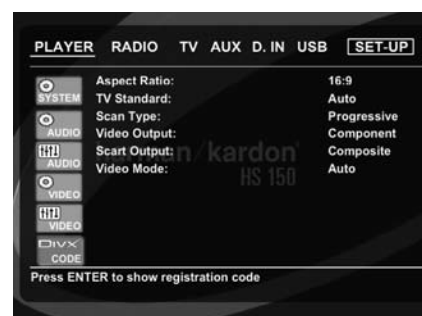 PLAYER RADIO TV AUX D. IN USB SET-UP
SYSTEM
Aspect Ratio: 16:9
TV Standard: Auto
AUDIO
Scan Type: Progressive
Video Output: Component
AUDIO
Scart Output: Composite
Video Mode: Auto
harman/kardon
HS 150
VIDEO
VIDEO
DIVX
CODE
Press ENTER to show registration code